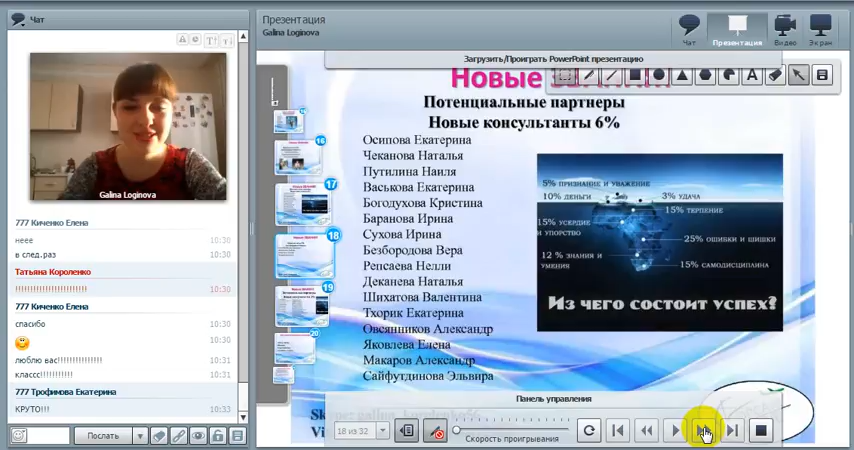 Чат
Galina Loginova
777 Киченко Елена
неее
10:30
в след.раз
Татьяна Короленко
!!!!!!!!!!!!!!!!!!!!!!!!
10:30
777 Киченко Елена
спасибо
10:30
10:30
люблю вас!!!!!!!!!!!!!!!
10:31
класс!!!!!!!!!!
10:31
777 Трофимова Екатерина
КРУТО!!!
10:33
Послать
Презентация
Galina Loginova
Чат
Презентация
Видео
Экран
Загрузить/Проиграть PowerPoint презентацию
Новые
Потенциальные партнеры
Новые консультанты 6%
Осипова Екатерина
Чеканова Наталья
Путилина Наиля
Васькова Екатерина
Богодухова Кристина
Баранова Ирина
Сухова Ирина
Безбородова Вера
Репсаева Нелли
Деканева Наталья
Шихатова Валентина
Тхорик Екатерина
Овсянников Александр
Яковлева Елена
Макаров Александр
Сайфутдинова Эльвира
5% ПРИЗНАНИЕ И УВАЖЕНИЕ
10% ДЕНЬГИ
3% УДАЧА
15% ТЕРПЕНИЕ
15% УСЕРДИЕ
И УПОРСТВО
25% ОШИБКИ И ШИШКИ
12 % ЗНАНИЯ И
УМЕНИЯ
15% САМОДИСЦИПЛИНА
Из чего состоит успех?
16
17
18
19
20
Панель управления
18 из 32
Скорость проигрывания